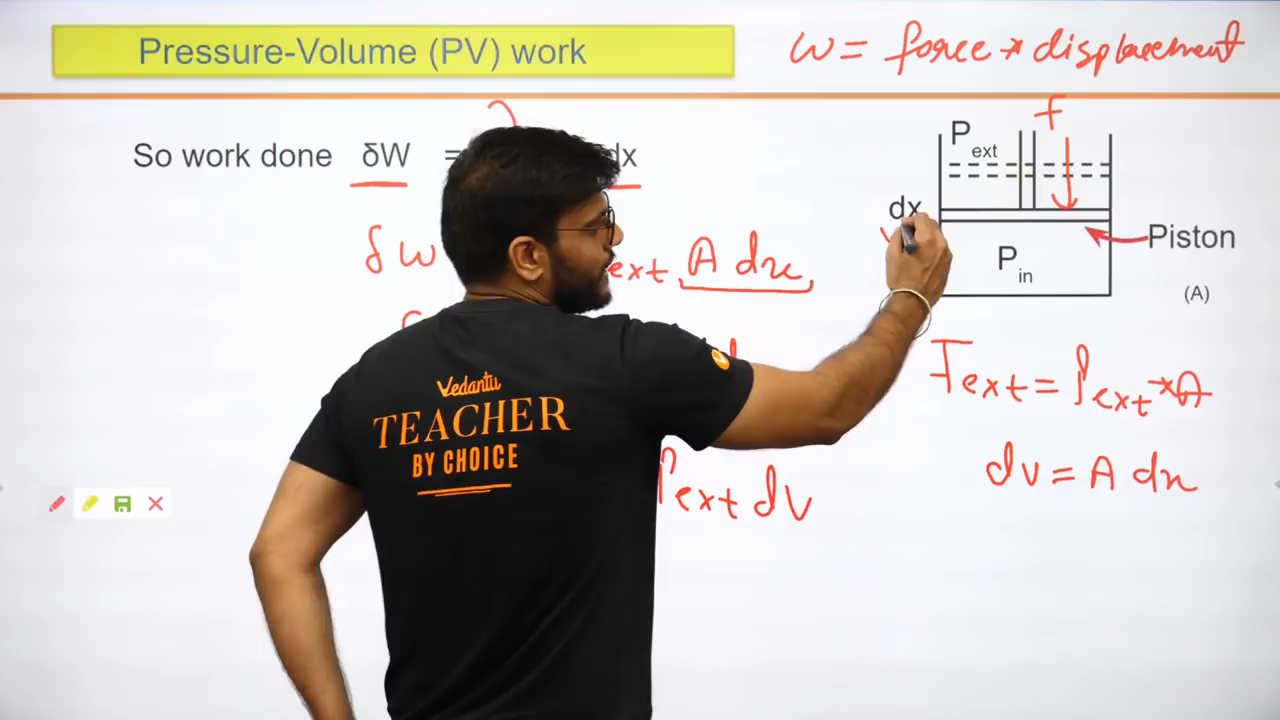 Pressure-Volume (PV) work
w = force * displacement
So work done δW = dx
f
P ext
dx
Piston
P in
(A)
δw ext A dx
Fext = Pext × A
dv = A dx
Pext dv
Vedantu
TEACHER
BY CHOICE